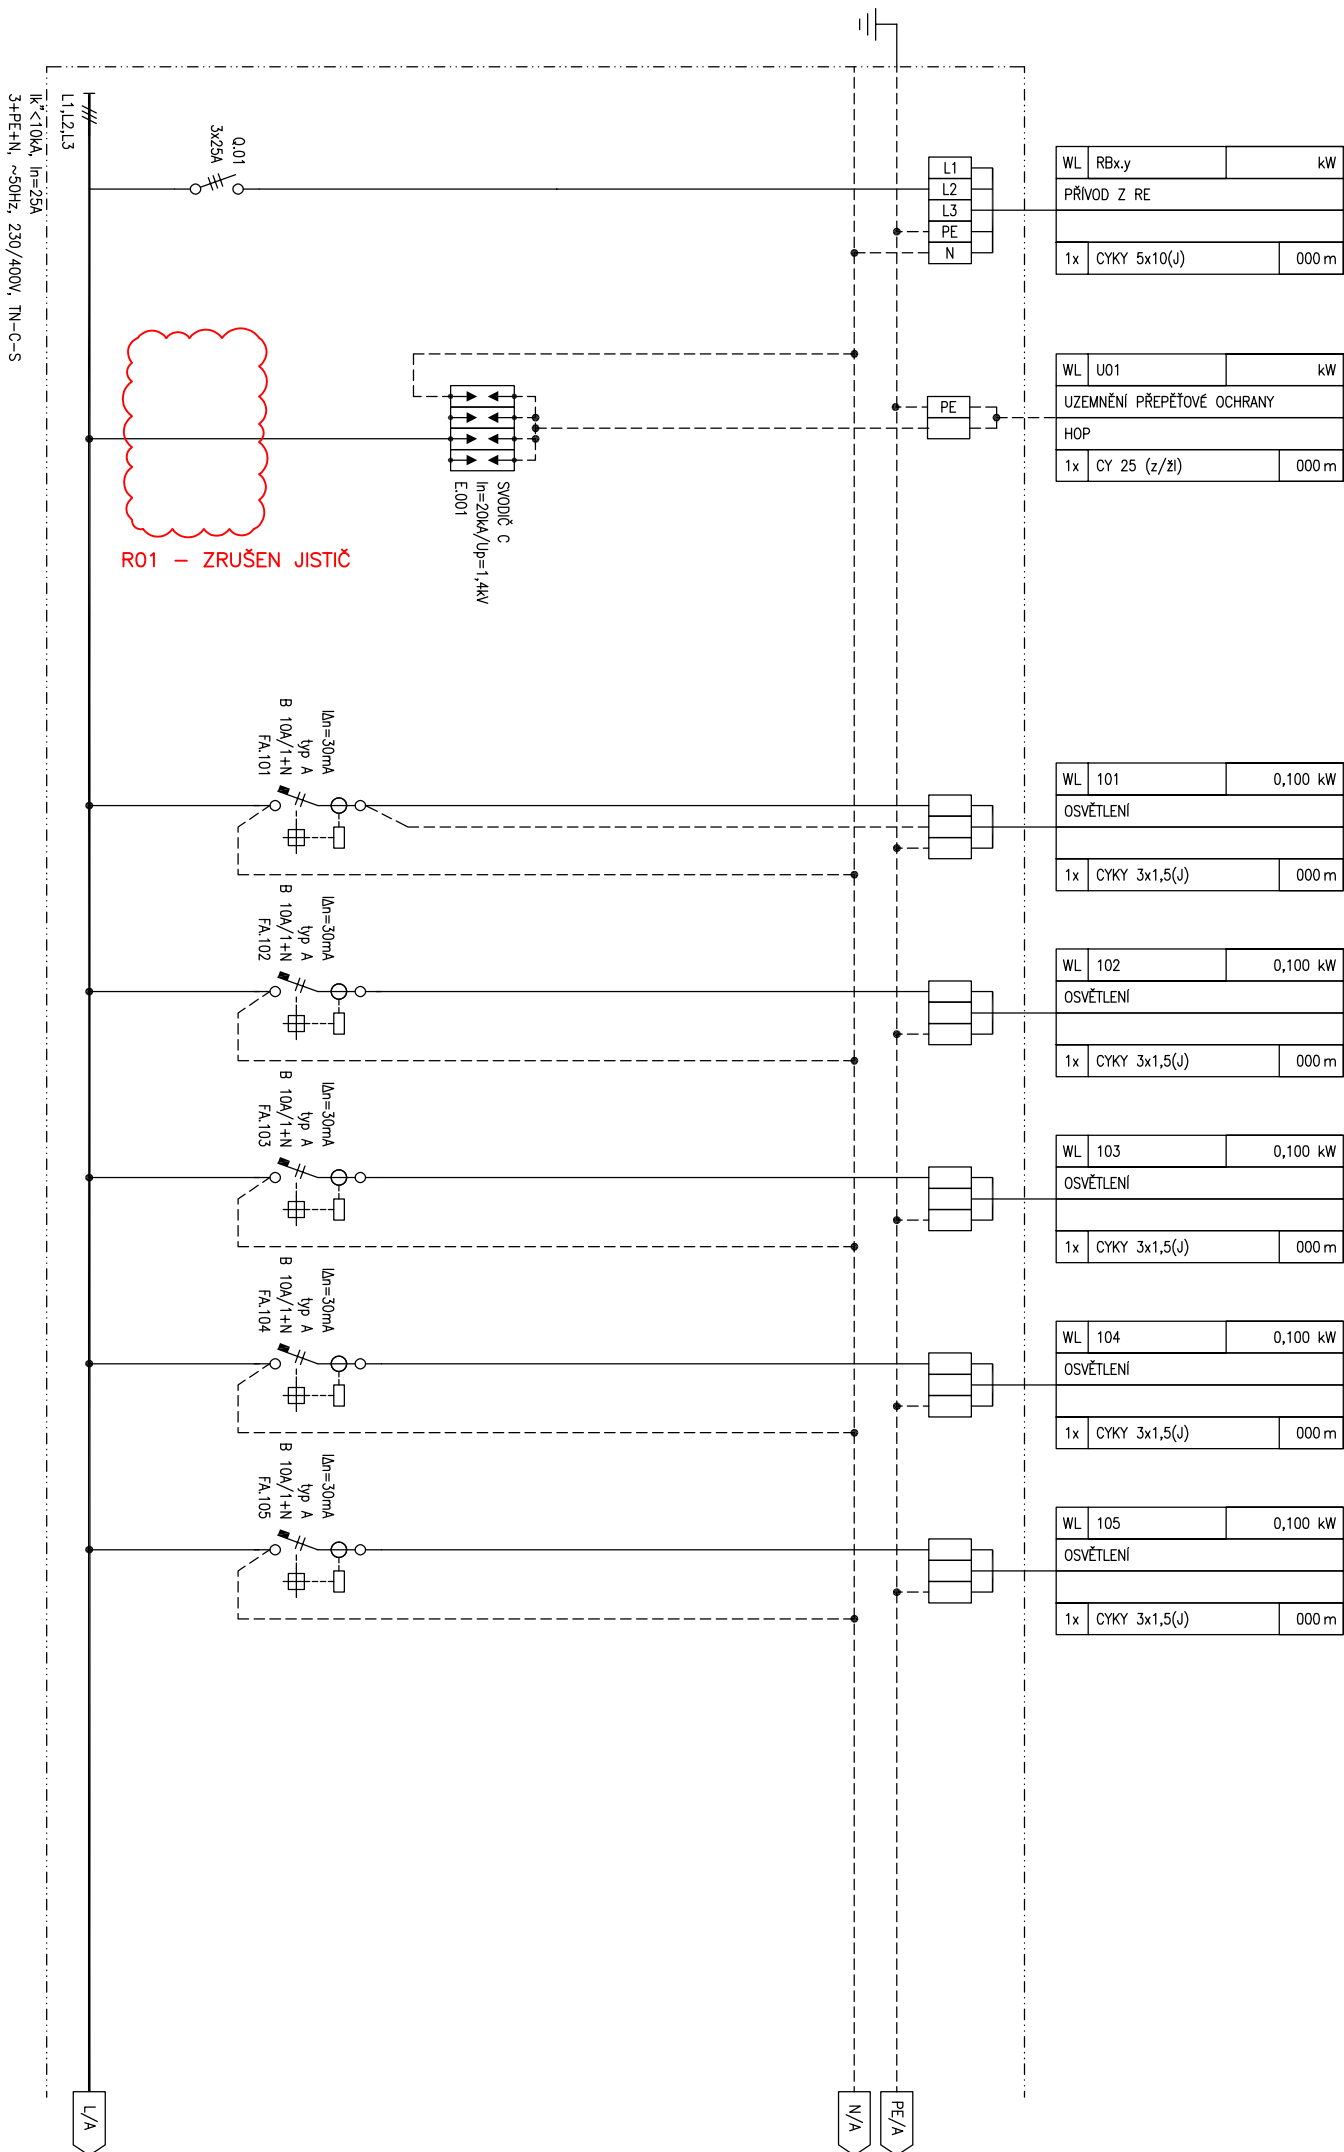 L1,L2,L3
Ik"<10kA, In=25A
3+PE+N, ~50Hz, 230/400V, TN-C-S
Q.01
3x25A
L1
L2
L3
PE
N
WL RBx.y kW
PŘÍVOD Z RE
1x CYKY 5x10(J) 000 m
R01 – ZRUŠEN JISTIČ
SVODIČ C
In=20kA/Up=1,4kV
E.001
PE
WL U01 kW
UZEMNĚNÍ PŘEPĚŤOVÉ OCHRANY
HOP
1x CY 25 (z/žl) 000 m
IΔn=30mA
typ A
B 10A/1+N
FA.101
WL 101 0,100 kW
OSVĚTLENÍ
1x CYKY 3x1,5(J) 000 m
IΔn=30mA
typ A
B 10A/1+N
FA.102
WL 102 0,100 kW
OSVĚTLENÍ
1x CYKY 3x1,5(J) 000 m
IΔn=30mA
typ A
B 10A/1+N
FA.103
WL 103 0,100 kW
OSVĚTLENÍ
1x CYKY 3x1,5(J) 000 m
IΔn=30mA
typ A
B 10A/1+N
FA.104
WL 104 0,100 kW
OSVĚTLENÍ
1x CYKY 3x1,5(J) 000 m
IΔn=30mA
typ A
B 10A/1+N
FA.105
WL 105 0,100 kW
OSVĚTLENÍ
1x CYKY 3x1,5(J) 000 m
L/A
N/A
PE/A